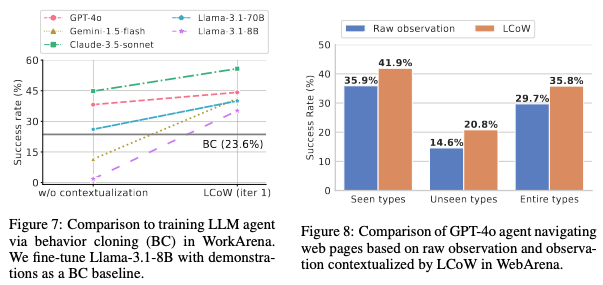 GPT-4o
Gemini-1.5-flash
Claude-3.5-sonnet
Llama-3.1-70B
Llama-3.1-8B
Success rate (%)
60
45
30
15
0
BC (23.6%)
w/o contextualization
LCoW (iter 1)
Figure 7: Comparison to training LLM agent
via behavior cloning (BC) in WorkArena.
We fine-tune Llama-3.1-8B with demonstra-
tions as a BC baseline.
Raw observation
LCoW
Success Rate (%)
50
40
30
20
10
0
35.9%
41.9%
14.6%
20.8%
29.7%
35.8%
Seen types
Unseen types
Entire types
Figure 8: Comparison of GPT-4o agent navigating
web pages based on raw observation and observa-
tion contextualized by LCoW in WebArena.